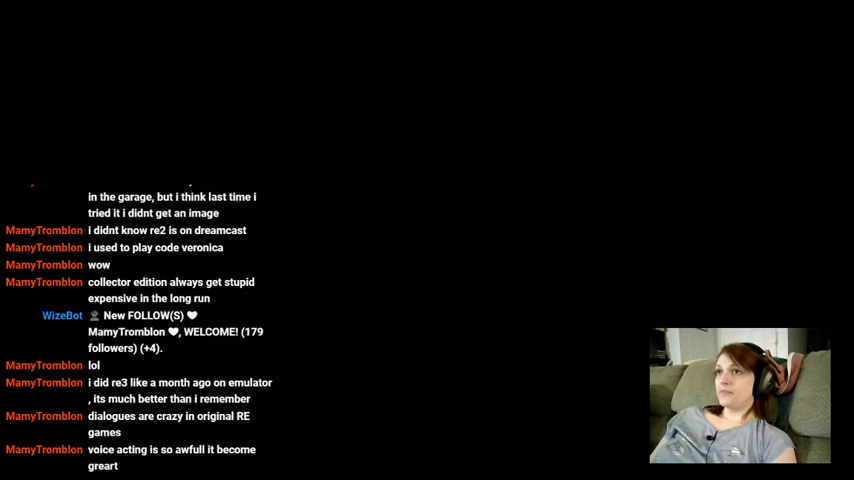 in the garage, but i think last time i
tried it i didnt get an image
MamyTromblon i didnt know re2 is on dreamcast
MamyTromblon i used to play code veronica
MamyTromblon wow
MamyTromblon collector edition always get stupid
expensive in the long run
WizeBot New FOLLOW(S)
MamyTromblon , WELCOME! (179
followers) (+4).
MamyTromblon lol
MamyTromblon i did re3 like a month ago on emulator
, its much better than i remember
MamyTromblon dialogues are crazy in original RE
games
MamyTromblon voice acting is so awfull it become
greart